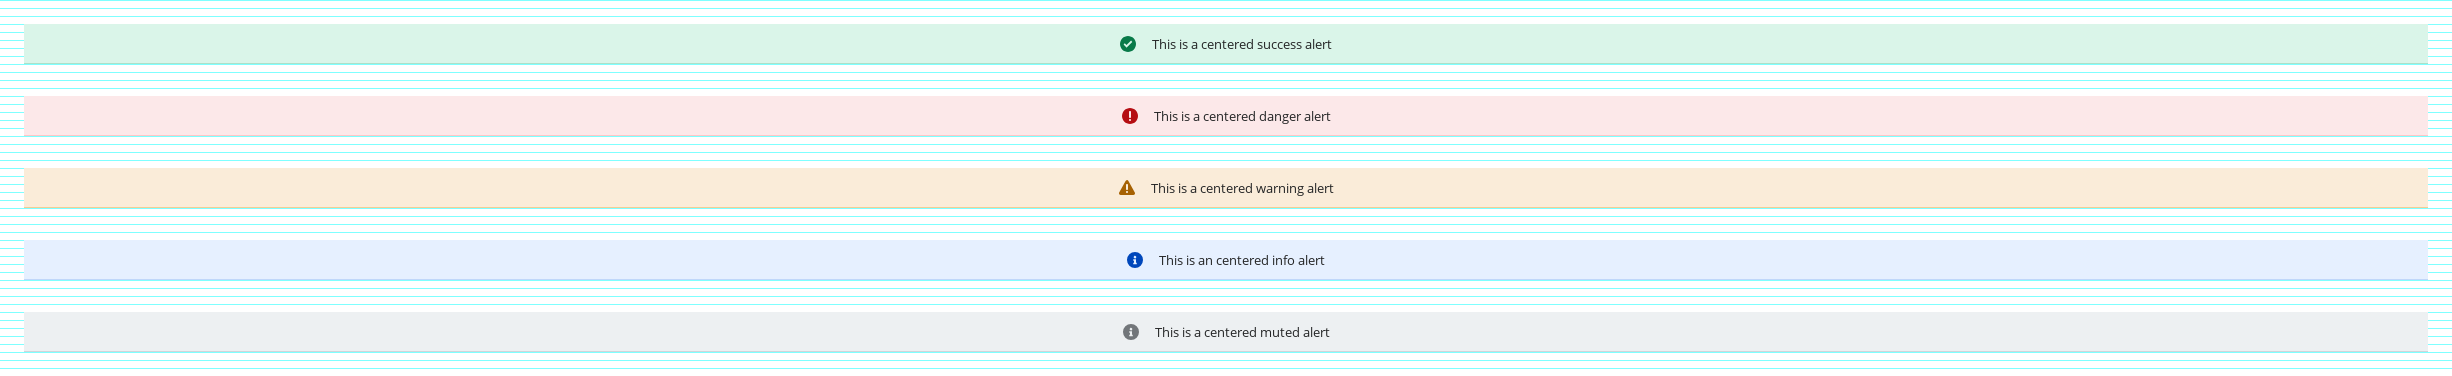 This is a centered success alert
This is a centered danger alert
This is a centered warning alert
This is an centered info alert
This is a centered muted alert